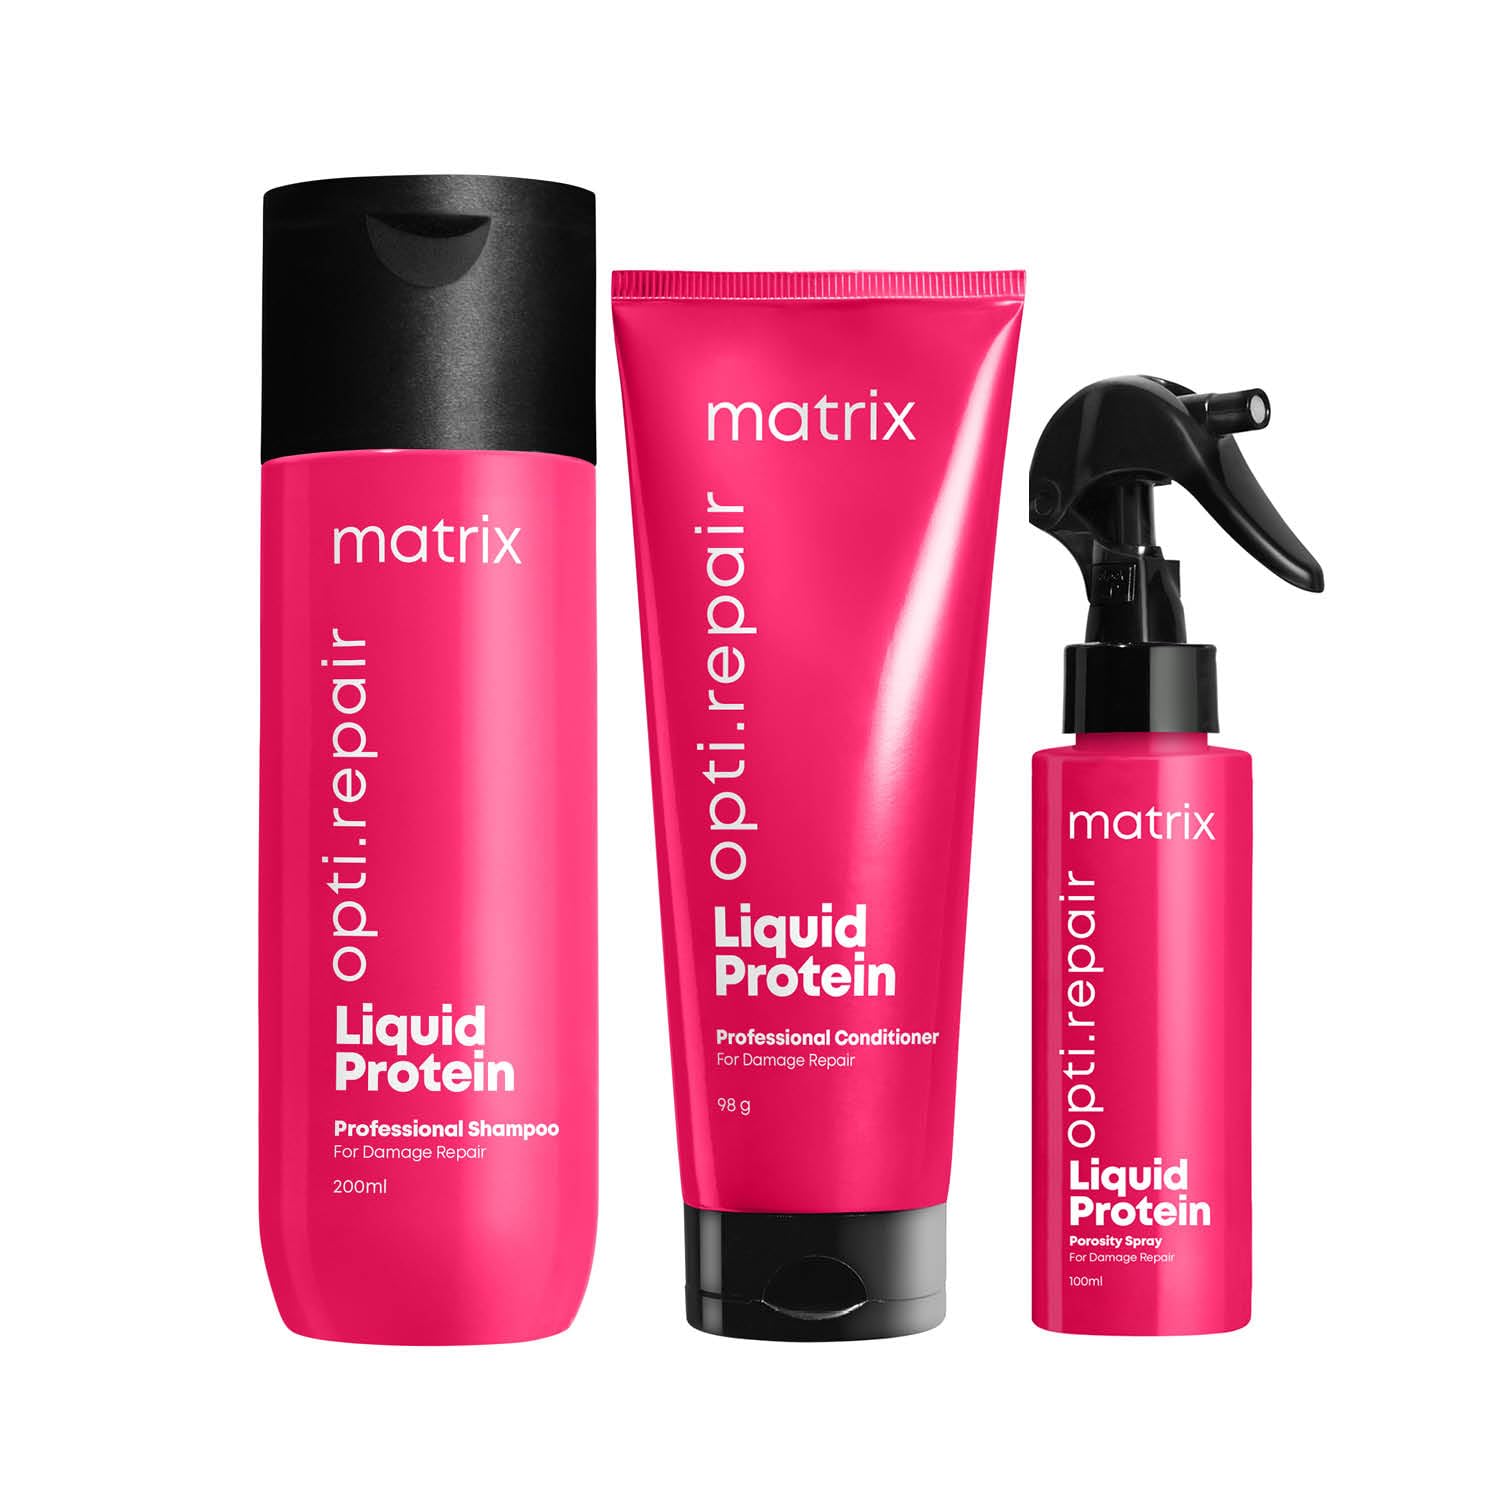 matrix
opti.repair
Liquid
Protein
Professional Shampoo
For Damage Repair
200ml
matrix
opti.repair
Liquid
Protein
Professional Conditioner
For Damage Repair
98 g
matrix
opti.repair
Liquid
Protein
Porosity Spray
For Damage Repair
100ml